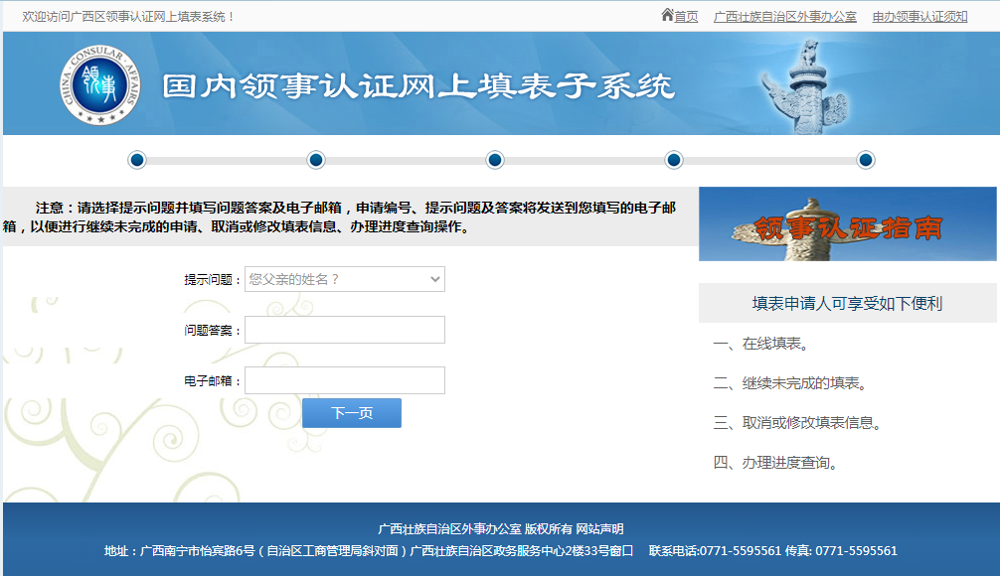 欢迎访问广西区领事认证网上填表系统！
首页 广西壮族自治区外事办公室 申办领事认证须知
CHINA·CONSULAR·AFFAIRS
领事
国内领事认证网上填表子系统
注意：请选择提示问题并填写问题答案及电子邮箱，申请编号、提示问题及答案将发送到您填写的电子邮
箱，以便进行继续未完成的申请、取消或修改填表信息、办理进度查询操作。
提示问题：您父亲的姓名？
问题答案：
电子邮箱：
下一页
领事认证指南
填表申请人可享受如下便利
一、在线填表。
二、继续未完成的填表。
三、取消或修改填表信息。
四、办理进度查询。
广西壮族自治区外事办公室 版权所有 网站声明
地址：广西南宁市怡宾路6号（自治区工商管理局斜对面）广西壮族自治区政务服务中心2楼33号窗口 联系电话:0771-5595561 传真: 0771-5595561